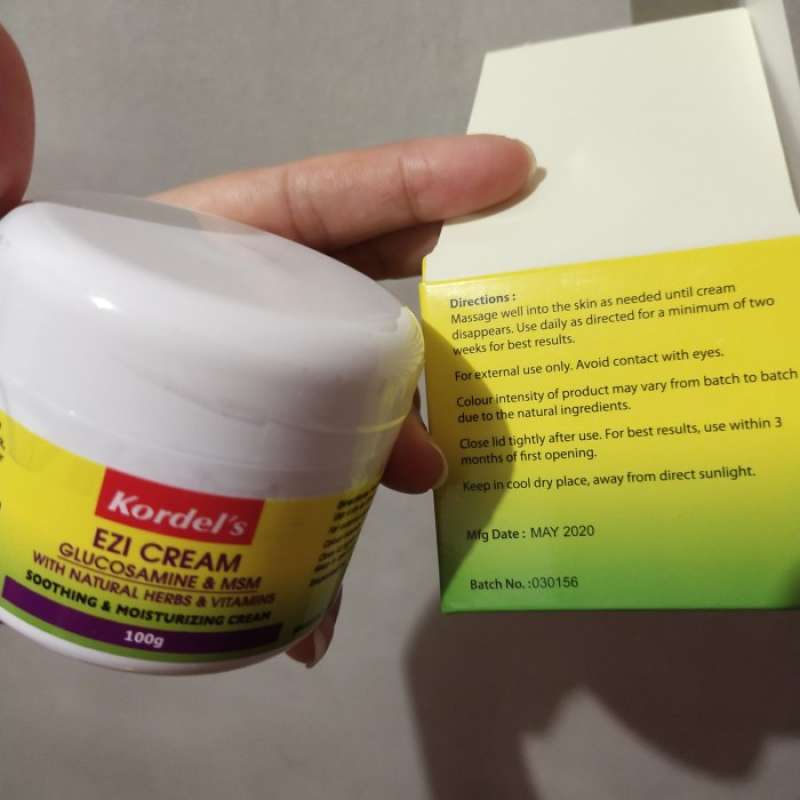 Kordel's
EZI CREAM
GLUCOSAMINE & MSM
WITH NATURAL HERBS & VITAMINS
SOOTHING & MOISTURIZING CREAM
100g
Directions :
Massage well into the skin as needed until cream
disappears. Use daily as directed for a minimum of two
weeks for best results.
For external use only. Avoid contact with eyes.
Colour intensity of product may vary from batch to batch
due to the natural ingredients.
Close lid tightly after use. For best results, use within 3
months of first opening.
Keep in cool dry place, away from direct sunlight.
Mfg Date : MAY 2020
Batch No. :030156